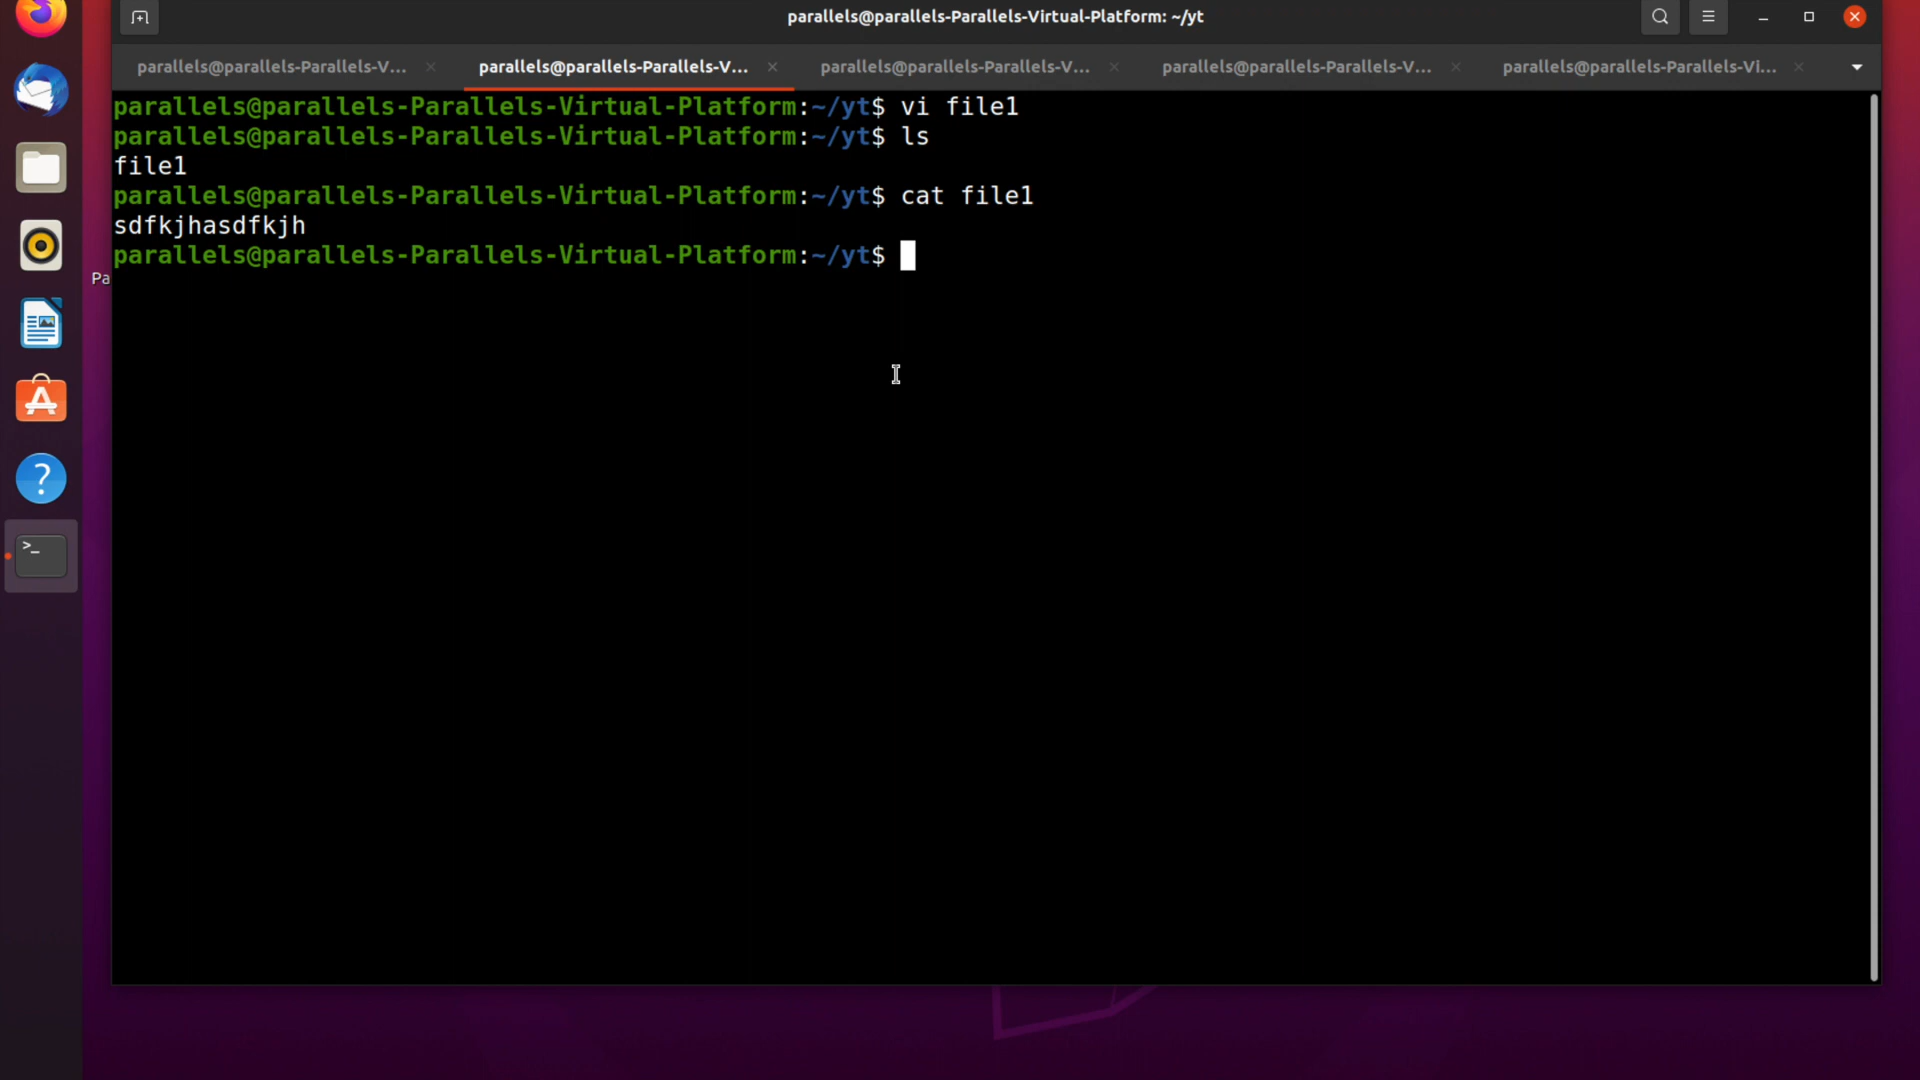 parallels@parallels-Parallels-Virtual-Platform: ~/yt
parallels@parallels-Parallels-V... parallels@parallels-Parallels-V... parallels@parallels-Parallels-V... parallels@parallels-Parallels-V... parallels@parallels-Parallels-Vi...
parallels@parallels-Parallels-Virtual-Platform:~/yt$ vi file1
parallels@parallels-Parallels-Virtual-Platform:~/yt$ ls
file1
parallels@parallels-Parallels-Virtual-Platform:~/yt$ cat file1
sdfkjhasdfkjh
parallels@parallels-Parallels-Virtual-Platform:~/yt$
Pa